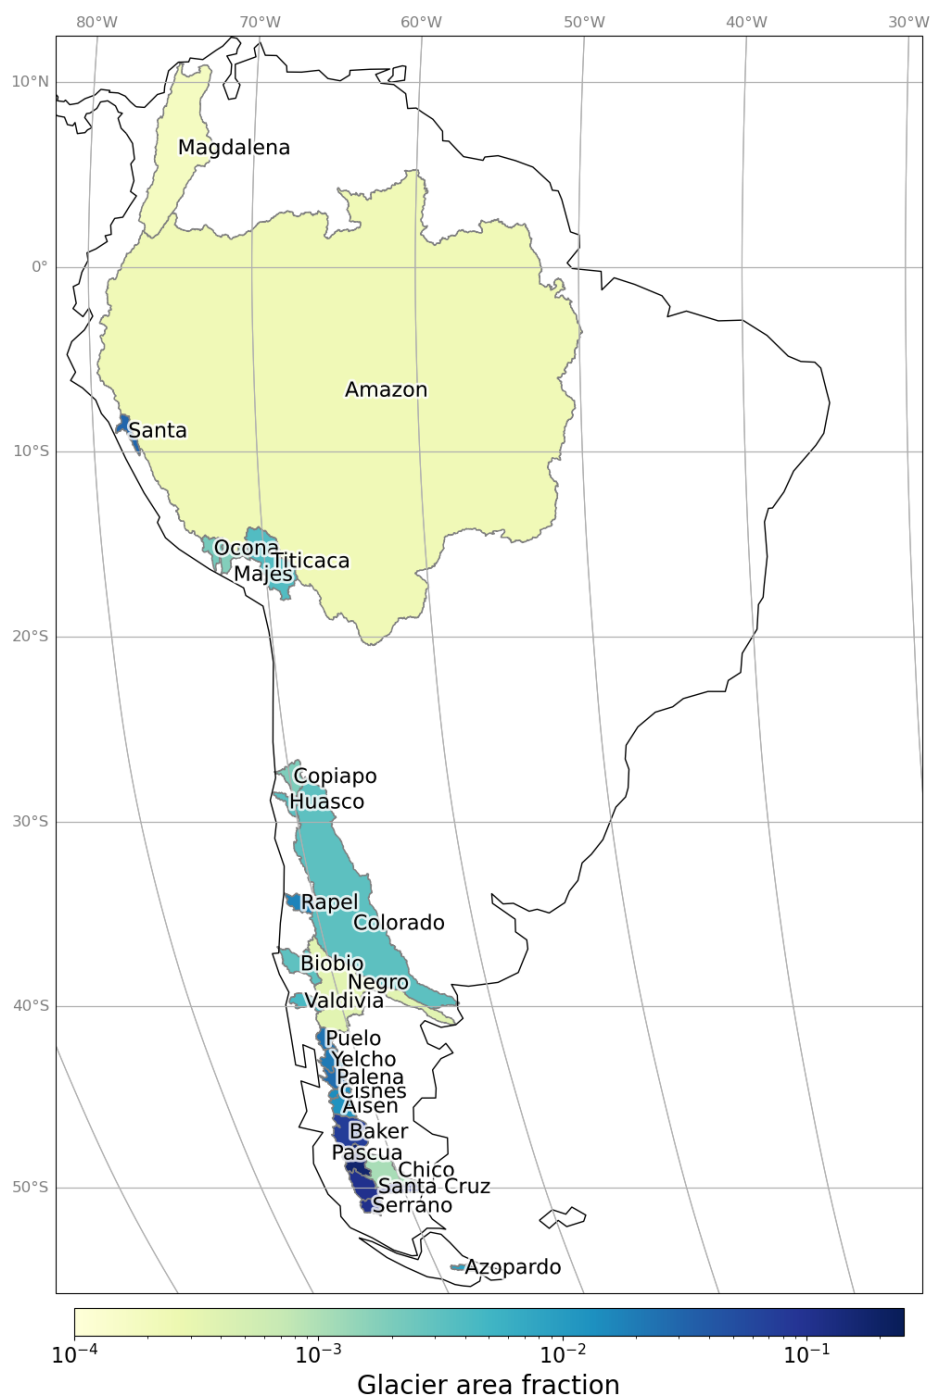 80°W 70°W 60°W 50°W 40°W 30°W
10°N
Magdalena
0°
Amazon
Santa
10°S
Ocona
Titicaca
Majes
20°S
Copiapo
Huasco
30°S
Rapel
Colorado
Biobio
Negro
Valdivia
40°S
Puelo
Yelcho
Palena
Cisnes
Aisen
Baker
Pascua
Chico
50°S
Santa Cruz
Serrano
Azopardo
10⁻⁴ 10⁻³ 10⁻² 10⁻¹
Glacier area fraction